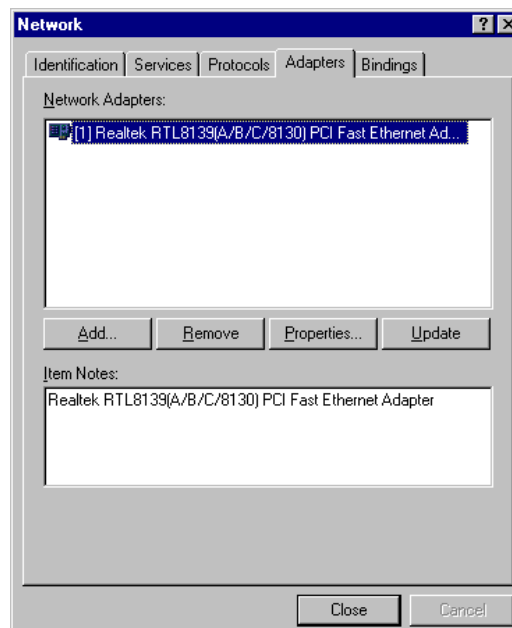 Network
Identification Services Protocols Adapters Bindings
Network Adapters:
[1] Realtek RTL8139(A/B/C/8130) PCI Fast Ethernet Ad...
Add... Remove Properties... Update
Item Notes:
Realtek RTL8139(A/B/C/8130) PCI Fast Ethernet Adapter
Close Cancel